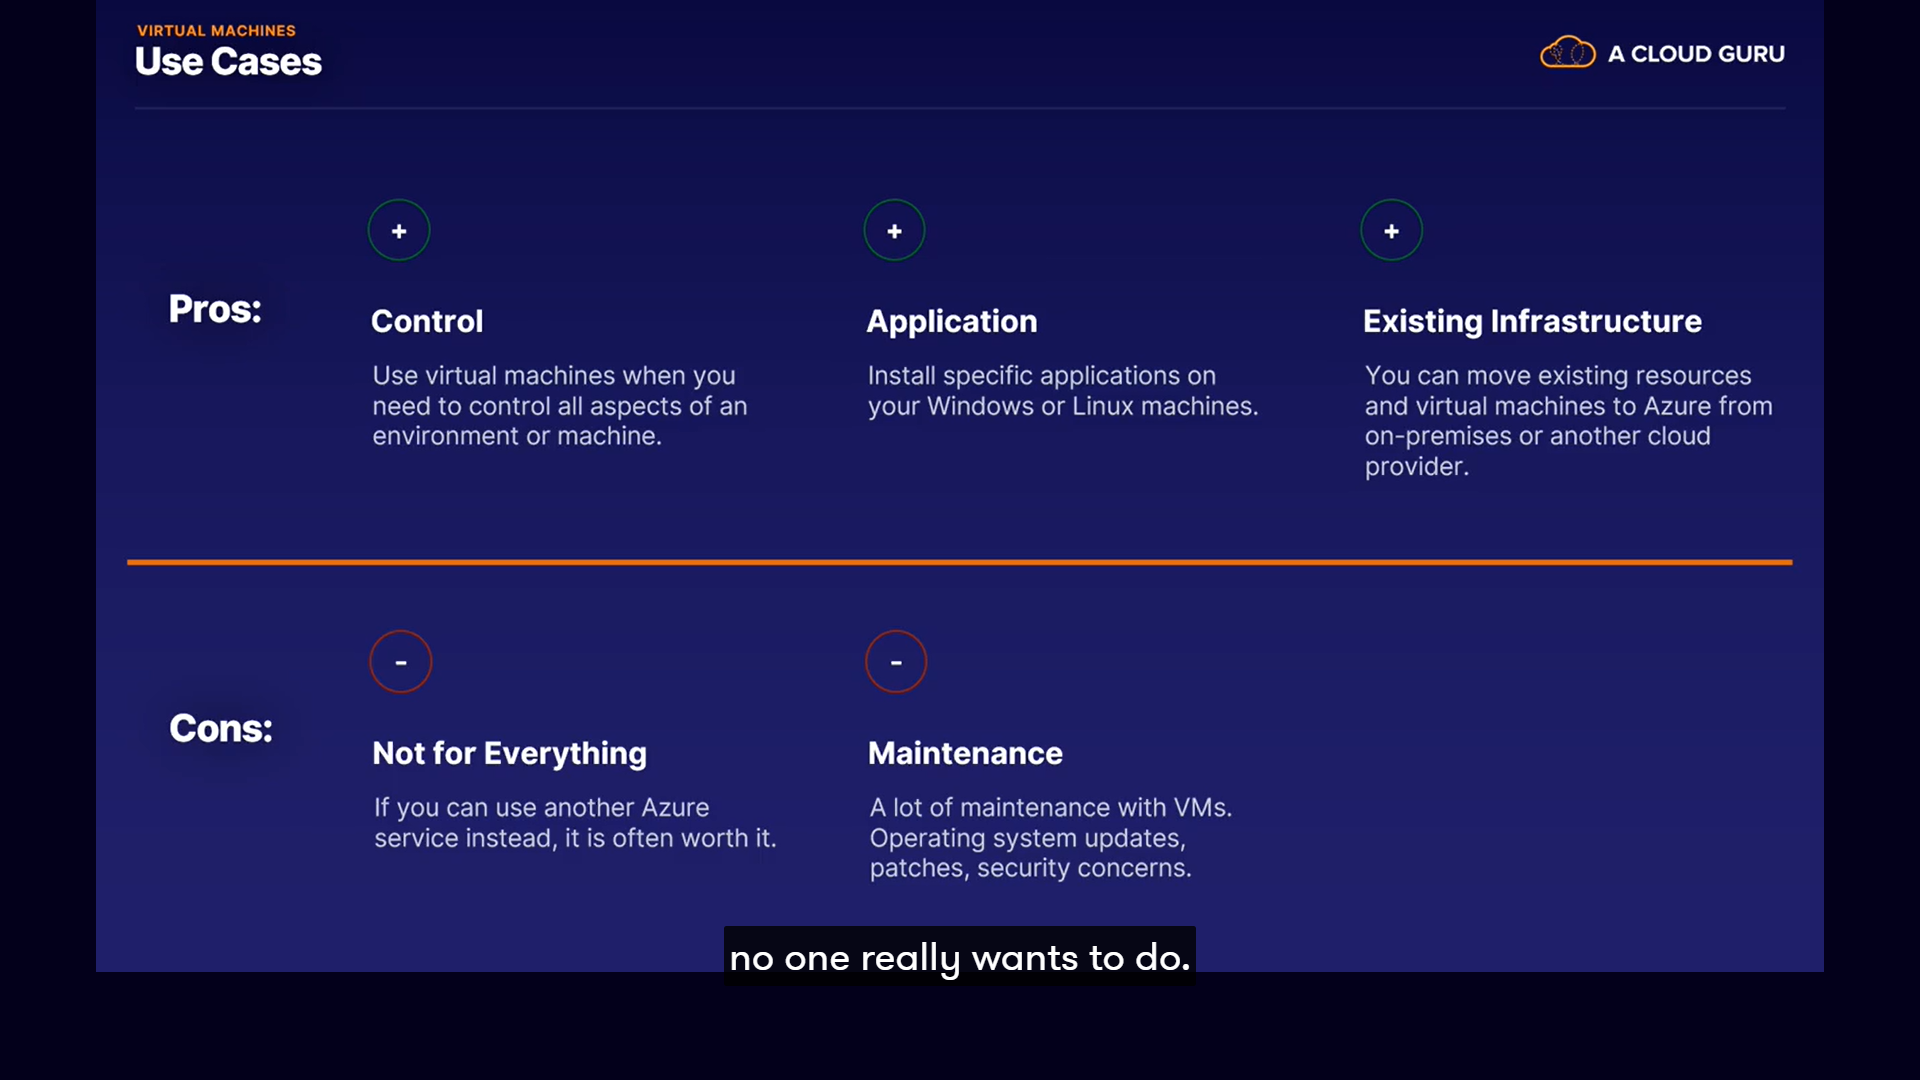 VIRTUAL MACHINES
Use Cases
A CLOUD GURU
Pros:
+
Control
Use virtual machines when you
need to control all aspects of an
environment or machine.
+
Application
Install specific applications on
your Windows or Linux machines.
+
Existing Infrastructure
You can move existing resources
and virtual machines to Azure from
on-premises or another cloud
provider.
Cons:
-
Not for Everything
If you can use another Azure
service instead, it is often worth it.
-
Maintenance
A lot of maintenance with VMs.
Operating system updates,
patches, security concerns.
no one really wants to do.